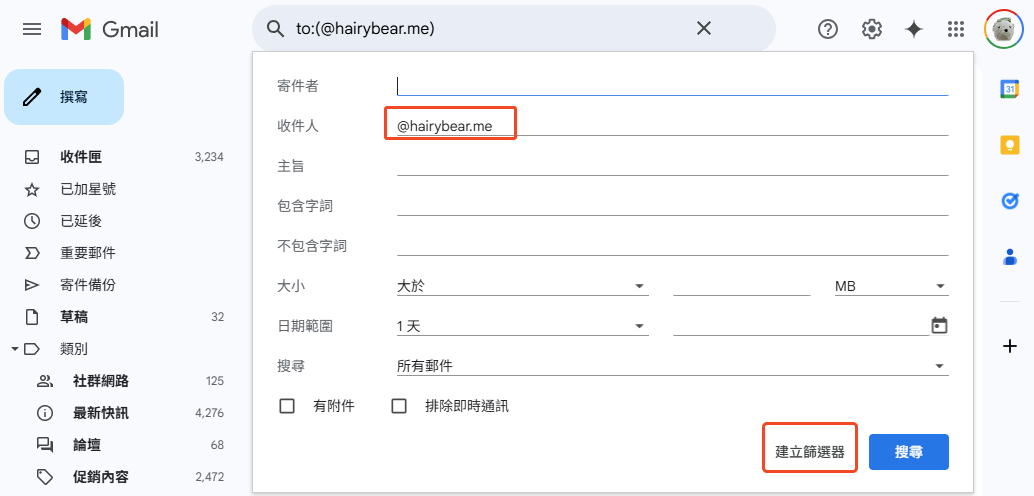 Gmail
to:(@hairybear.me)
撰寫
收件匣 3,234
已加星號
已延後
重要郵件
寄件備份
草稿 32
類別
社群網路 125
最新快訊 4,276
論壇 68
促銷內容 2,472
寄件者
收件人 @hairybear.me
主旨
包含字詞
不包含字詞
大小 大於 MB
日期範圍 1 天
搜尋 所有郵件
有附件 排除即時通訊
建立篩選器 搜尋
31